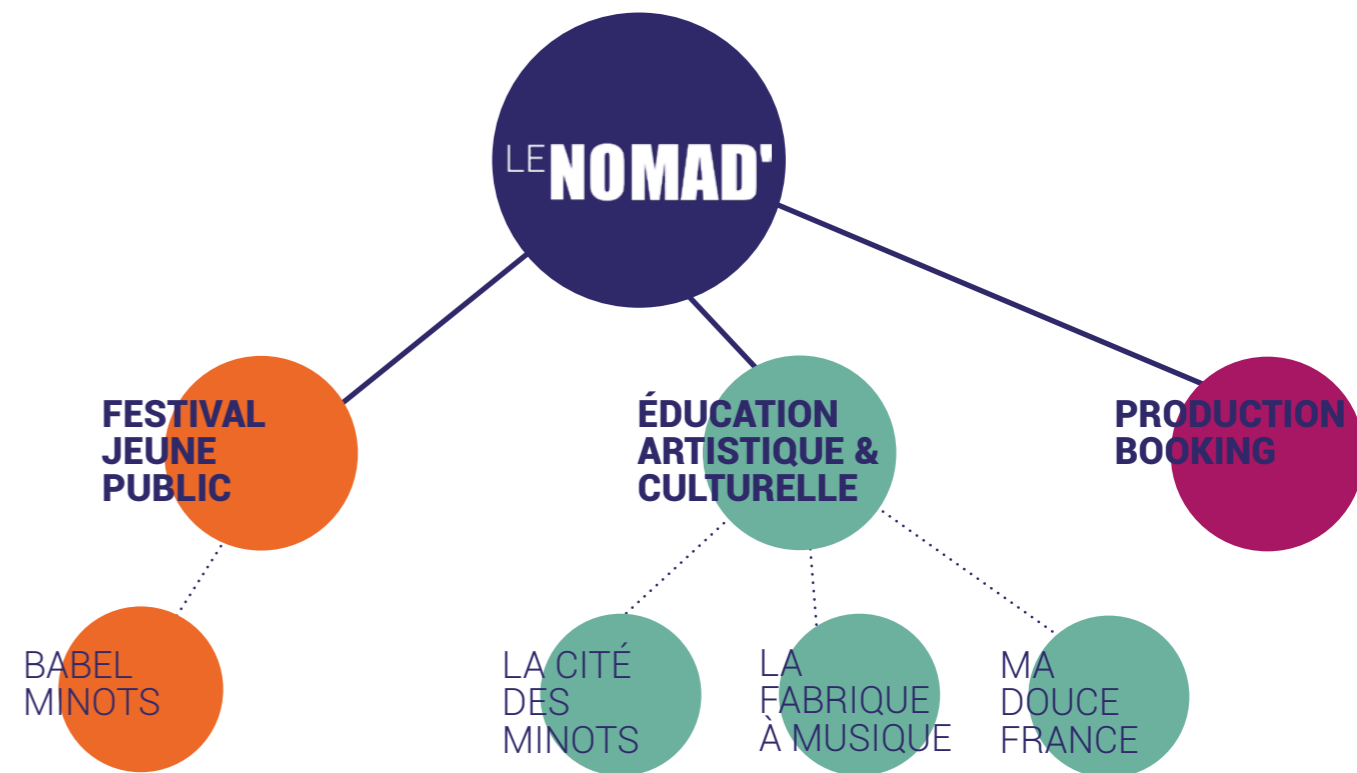 LE NOMAD'
FESTIVAL
JEUNE
PUBLIC
ÉDUCATION
ARTISTIQUE &
CULTURELLE
PRODUCTION
BOOKING
BABEL
MINOTS
LA CITÉ
DES
MINOTS
LA
FABRIQUE
À MUSIQUE
MA
DOUCE
FRANCE